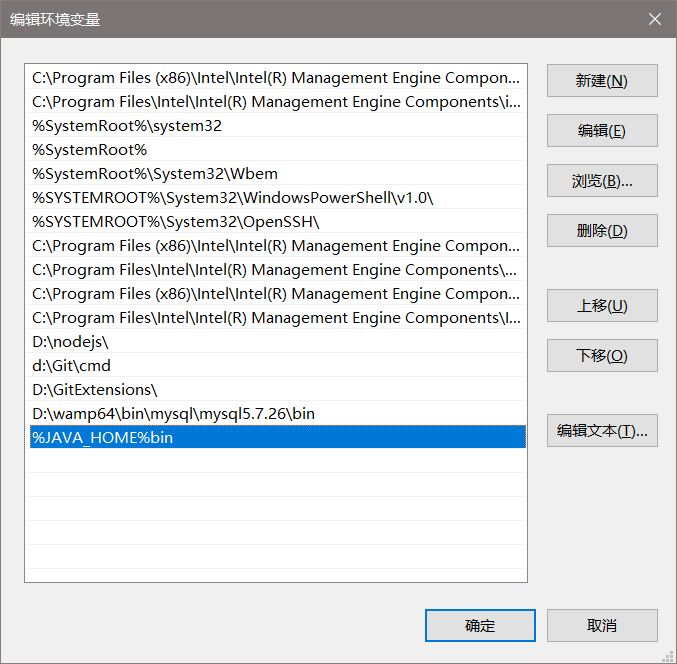 编辑环境变量
C:\Program Files (x86)\Intel\Intel(R) Management Engine Compon...
C:\Program Files\Intel\Intel(R) Management Engine Components\i...
%SystemRoot%\system32
%SystemRoot%
%SystemRoot%\System32\Wbem
%SYSTEMROOT%\System32\WindowsPowerShell\v1.0\
%SYSTEMROOT%\System32\OpenSSH\
C:\Program Files (x86)\Intel\Intel(R) Management Engine Compon...
C:\Program Files\Intel\Intel(R) Management Engine Components\...
C:\Program Files (x86)\Intel\Intel(R) Management Engine Compon...
C:\Program Files\Intel\Intel(R) Management Engine Components\I...
D:\nodejs\
d:\Git\cmd
D:\GitExtensions\
D:\wamp64\bin\mysql\mysql5.7.26\bin
%JAVA_HOME%bin
新建(N)
编辑(E)
浏览(B)...
删除(D)
上移(U)
下移(O)
编辑文本(T)...
确定
取消